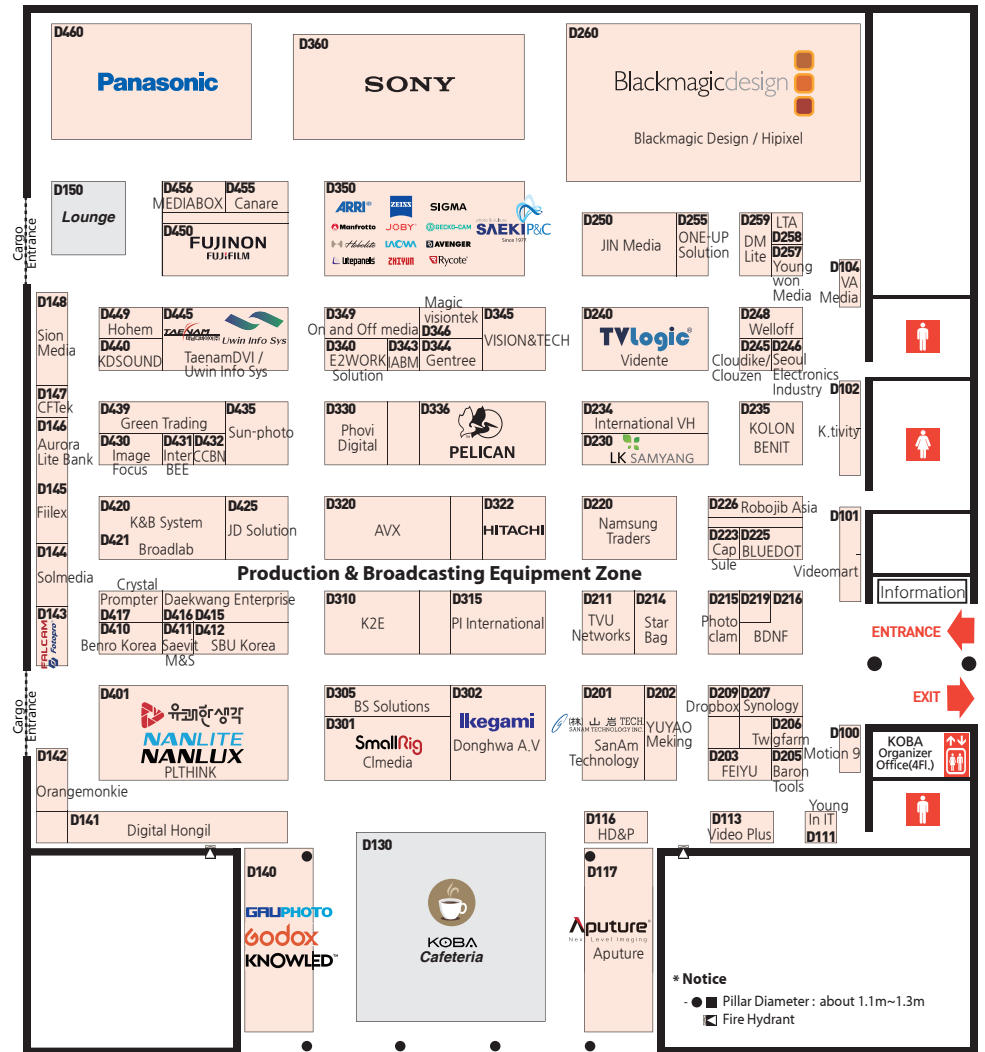 D460
Panasonic
D360
SONY
D260
Blackmagicdesign
Blackmagic Design / Hipixel
D150
Lounge
Cargo
Entrance
D456
MEDIABOX
D455
Canare
D450
FUJINON
FUJIFILM
D350
ARRI
ZEISS
SIGMA
Manfrotto
JOBY
GECKO-CAM
LAOWA
AVENGER
Litepanels
ZHIYUN
Rycote
SAEKI P&C
Since 1977
D250
JIN Media
D255
ONE-UP
Solution
D259
DM
Lite
LTA
D258
D257
Young
won
Media
D104
VA
Media
D148
Sion
Media
D449
Hohem
D440
KDSOUND
D445
TAENAM
Uwin Info Sys
TaenamDVI /
Uwin Info Sys
D349
On and Off media
D340
E2WORK
Solution
D343
IABM
Magic
visiontek
D346
D344
Gentree
D345
VISION&TECH
D240
TVLogic
Vidente
D248
Welloff
D245
Cloudike/
Clouzen
D246
Seoul
Electronics
Industry
D102
K.tivity
D147
CFTek
D146
Aurora
Lite Bank
D439
Green Trading
D430
Image
Focus
D431
Inter
BEE
D432
CCBN
D435
Sun-photo
D330
Phovi
Digital
D336
PELICAN
D234
International VH
D230
LK SAMYANG
D235
KOLON
BENIT
D145
Fiilex
D420
K&B System
D421
Broadlab
D425
JD Solution
D320
AVX
D322
HITACHI
D220
Namsung
Traders
D226 Robojib Asia
D223
Cap
Sule
D225
BLUEDOT
D101
Videomart
D144
Solmedia
Production & Broadcasting Equipment Zone
Information
Crystal
Prompter
D417
Daekwang Enterprise
D416
D415
D410
Benro Korea
D411
Saevit
M&S
D412
SBU Korea
D310
K2E
D315
PI International
D211
TVU
Networks
D214
Star
Bag
D215
Photo
clam
D219
D216
BDNF
ENTRANCE
D143
FALCAM
Fotopro
EXIT
Cargo
Entrance
D401
유쾌한생각
NANLITE
NANLUX
PLTHINK
D305
BS Solutions
D301
SmallRig
Clmedia
D302
Ikegami
Donghwa A.V
D201
(株) 山岩 TECH.
SANAM TECHNOLOGY INC.
SanAm
Technology
D202
YUYAO
Meking
D209
Dropbox
D207
Synology
D206
Twigfarm
D203
FEIYU
D205
Baron
Tools
D100
Motion 9
KOBA
Organizer
Office(4Fl.)
D142
Orangemonkie
D141
Digital Hongil
D116
HD&P
D113
Video Plus
Young
In IT
D111
D140
GAUPHOTO
Godox
KNOWLED
D130
KOBA
Cafeteria
D117
Aputure
Next Level Imaging
Aputure
* Notice
- ● ■ Pillar Diameter : about 1.1m~1.3m
Fire Hydrant